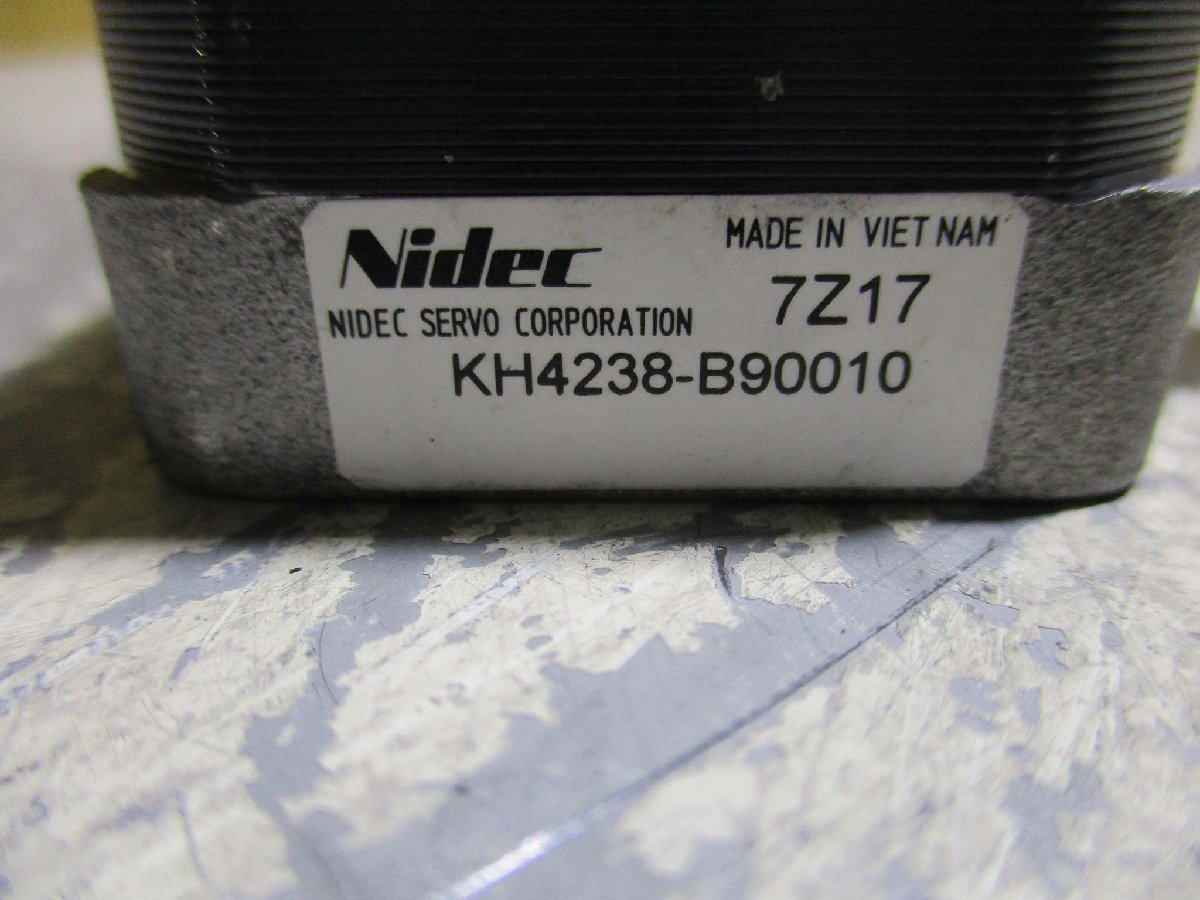 Nidec
MADE IN VIET NAM
7Z17
NIDEC SERVO CORPORATION
KH4238-B90010